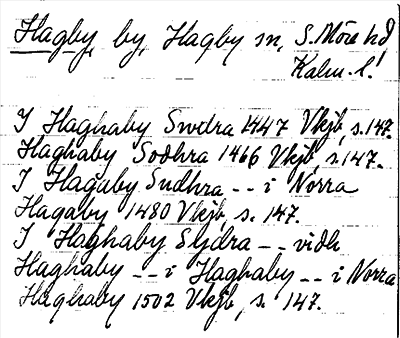 Hagby, by, Hagby sn, S. Möre hd
Kalm. l.
I Haghaby Swdra 1447 Vkjb, s. 147.
Haghaby Sodhra 1466 Vkjb, s. 147.
I Hagaby Sudhra -- i Norra
Hagaby 1480 Vkjb, s. 147.
I Haghaby Sydra -- vidh
Haghaby -- i Haghaby -- i Norra
Haghaby 1502 Vkjb, s. 147.